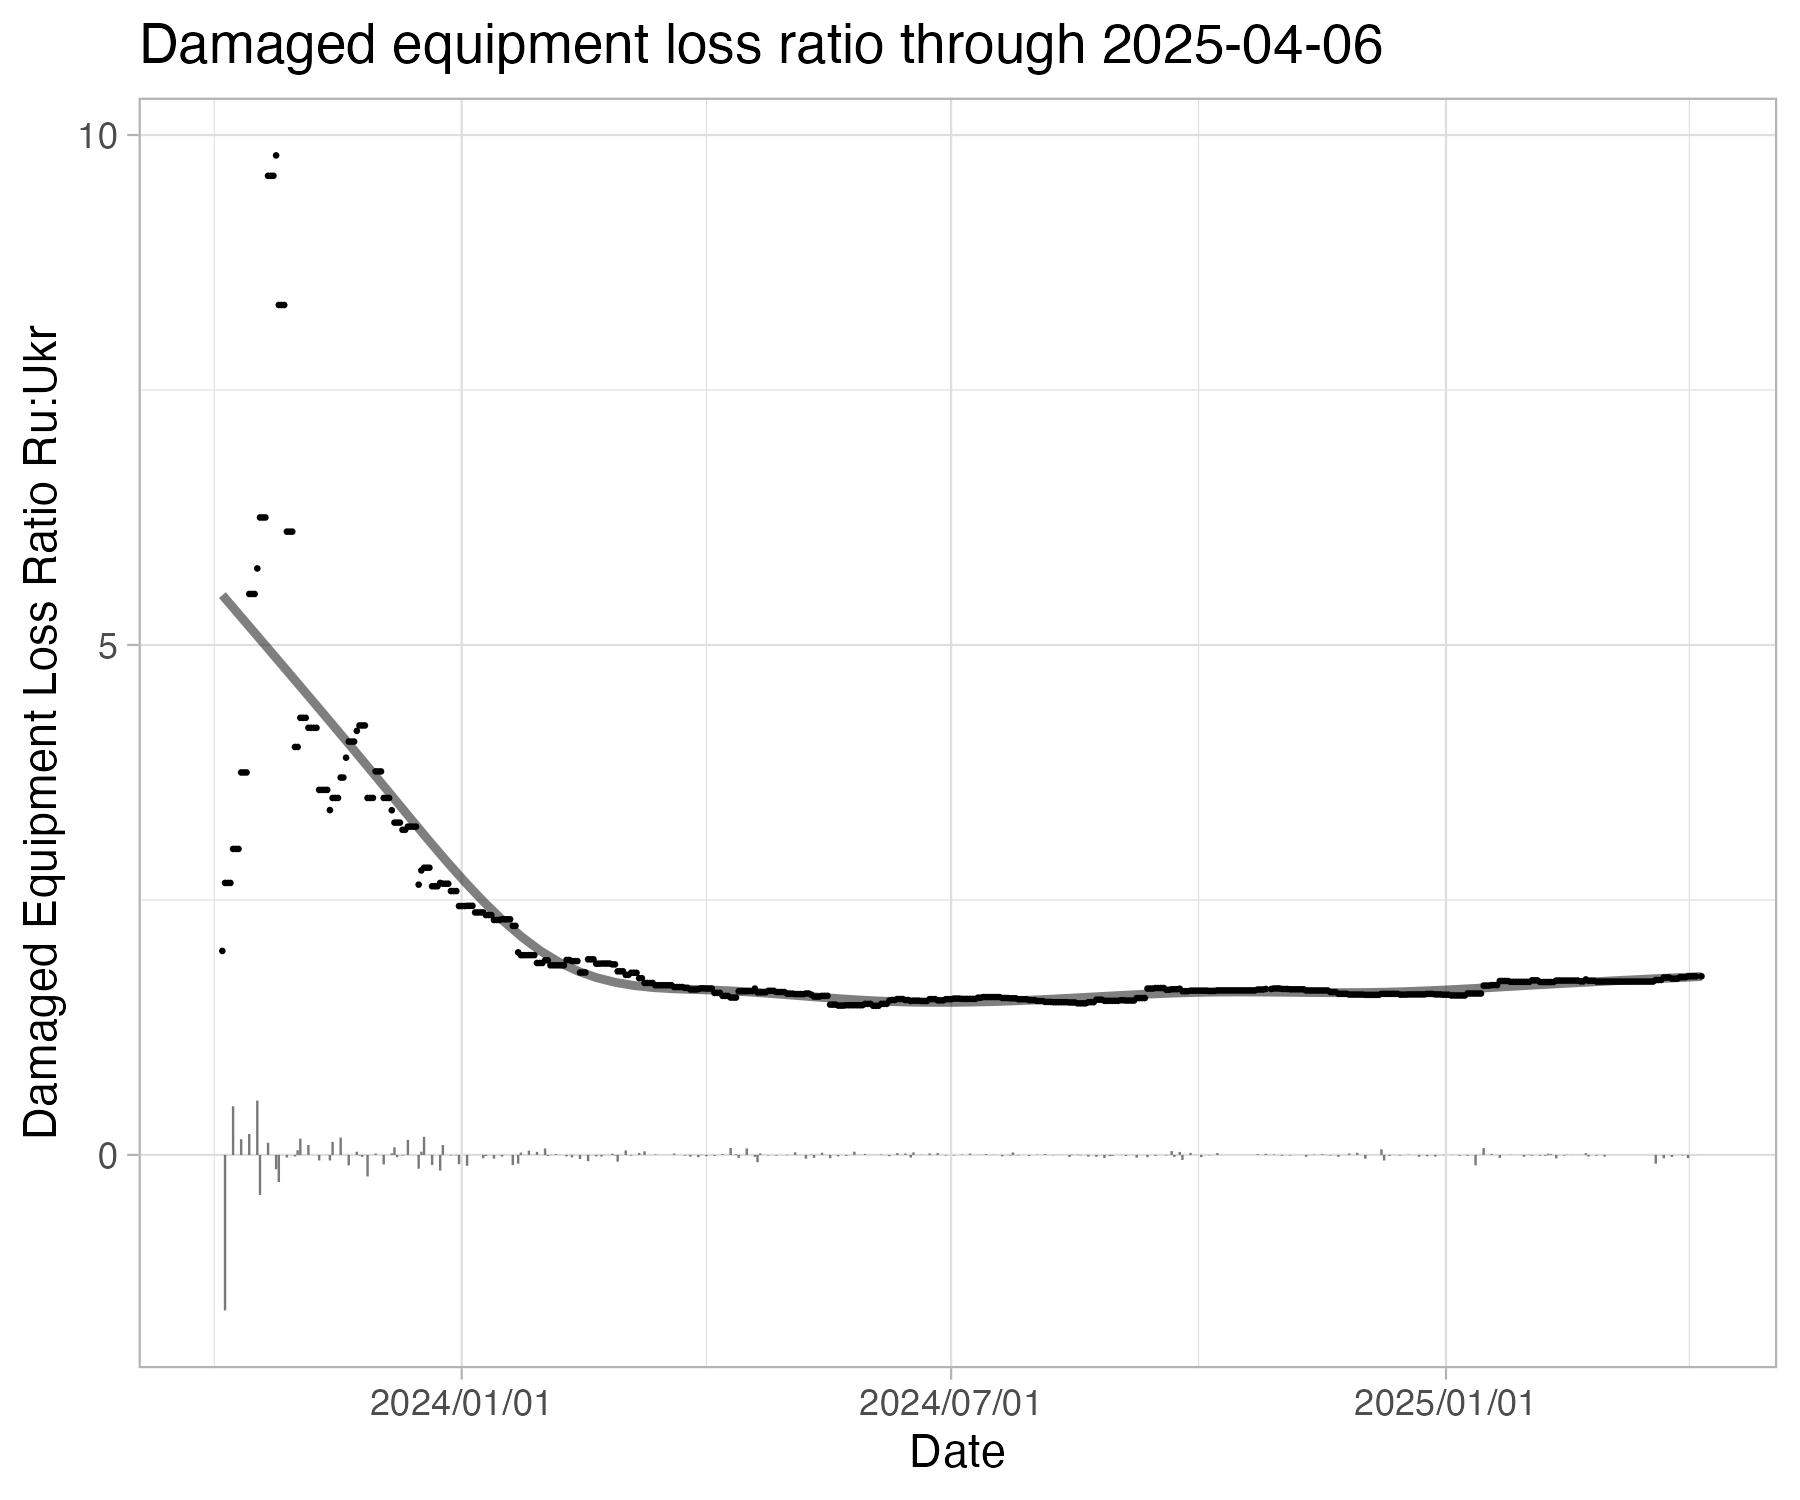 Damaged equipment loss ratio through 2025-04-06
Damaged Equipment Loss Ratio Ru:Ukr
10
5
0
2024/01/01
2024/07/01
2025/01/01
Date